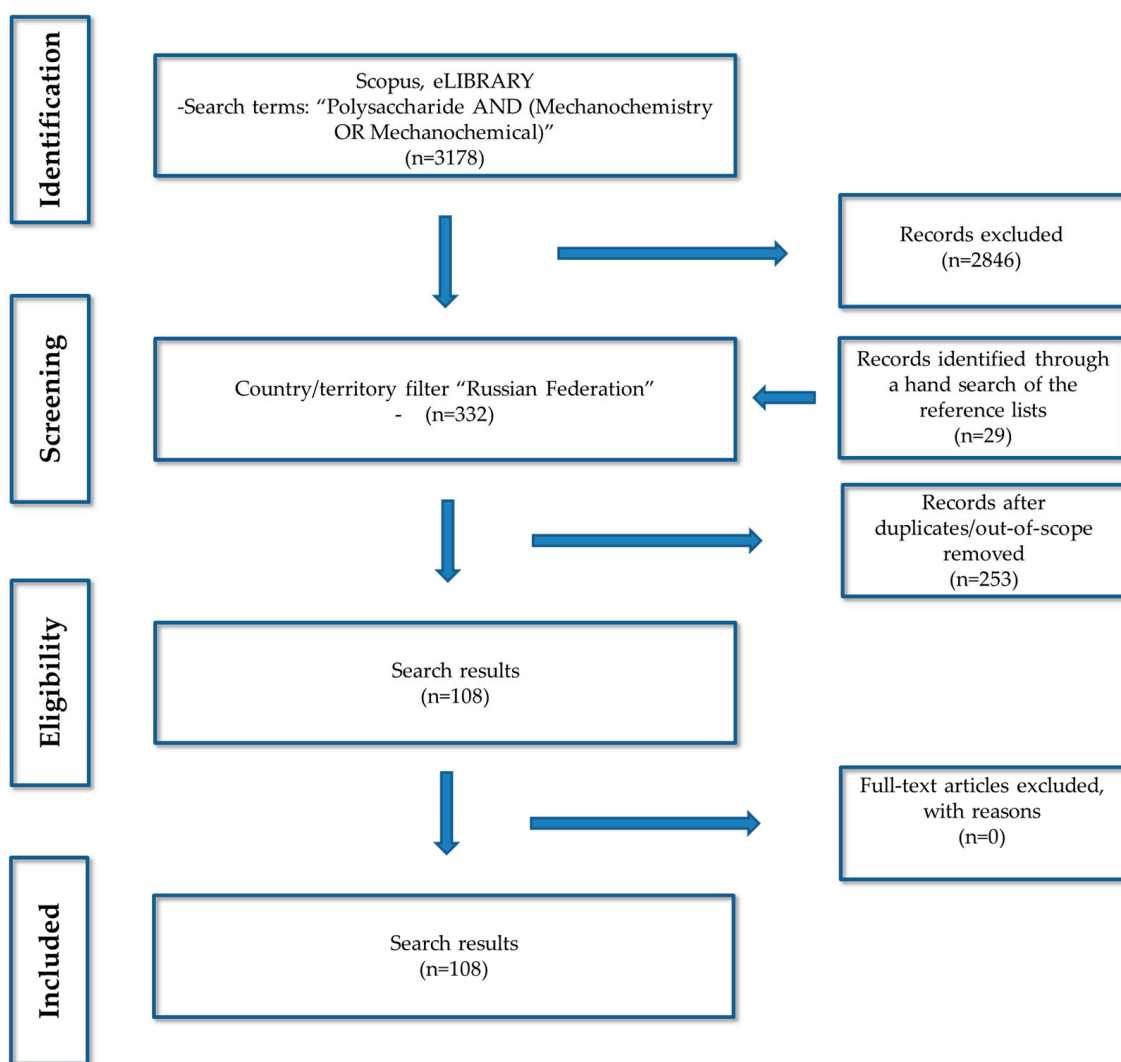 Identification
Scopus, eLIBRARY
-Search terms: “Polysaccharide AND (Mechanochemistry
OR Mechanochemical)”
(n=3178)
Records excluded
(n=2846)
Screening
Country/territory filter “Russian Federation”
- (n=332)
Records identified through
a hand search of the
reference lists
(n=29)
Records after
duplicates/out-of-scope
removed
(n=253)
Eligibility
Search results
(n=108)
Full-text articles excluded,
with reasons
(n=0)
Included
Search results
(n=108)